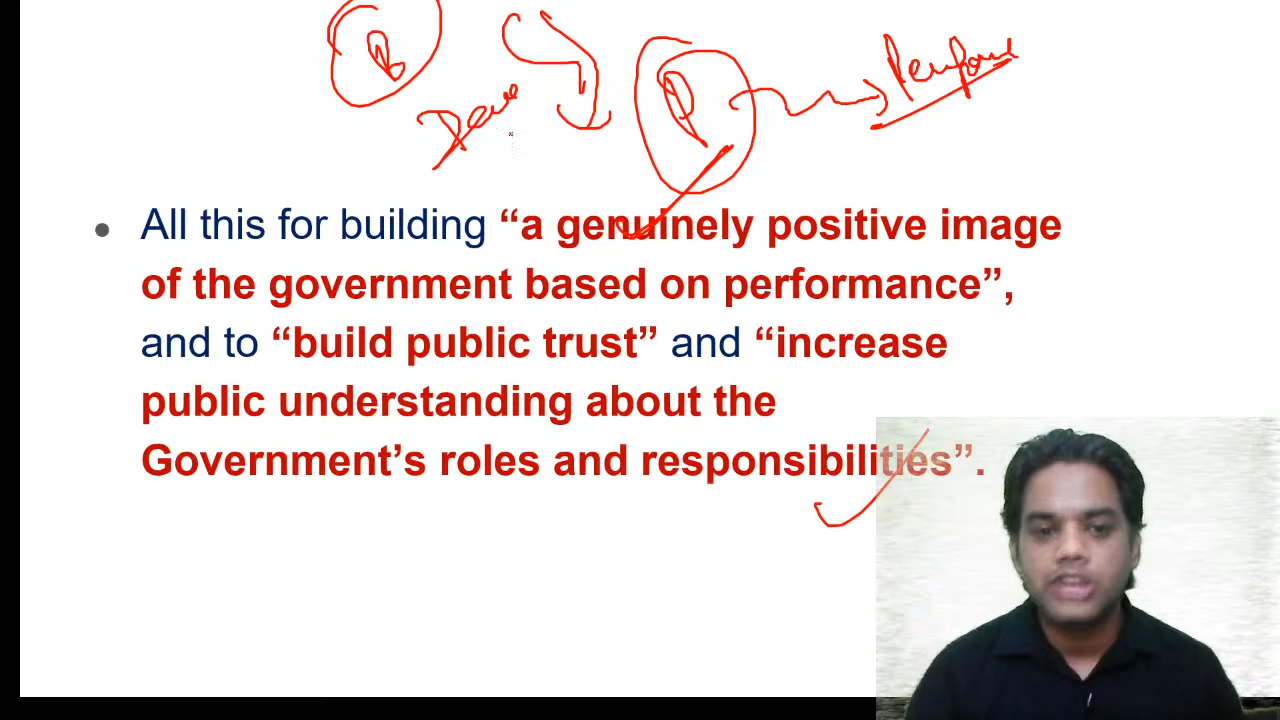 All this for building “a genuinely positive image
of the government based on performance”,
and to “build public trust” and “increase
public understanding about the
Government’s roles and responsibilities”.